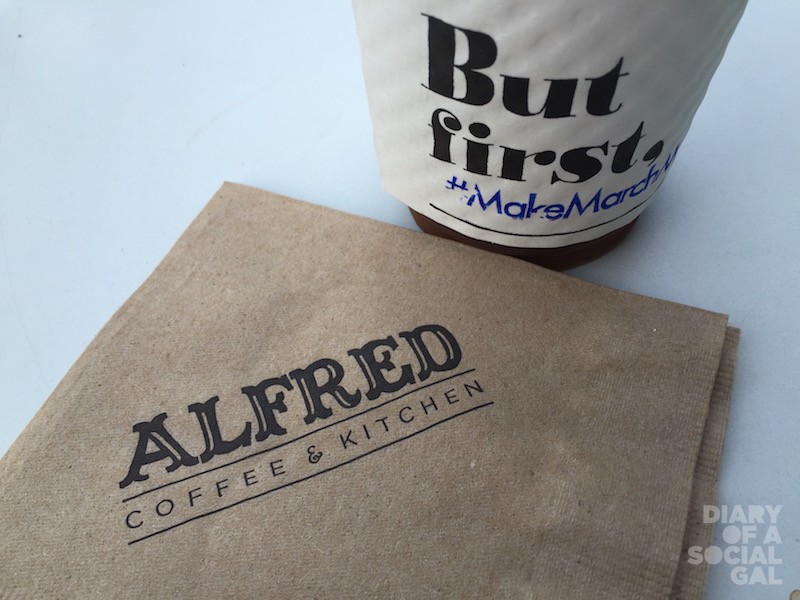 But
first,
ALFRED
COFFEE & KITCHEN
DIARY
OF A
SOCIAL
GAL